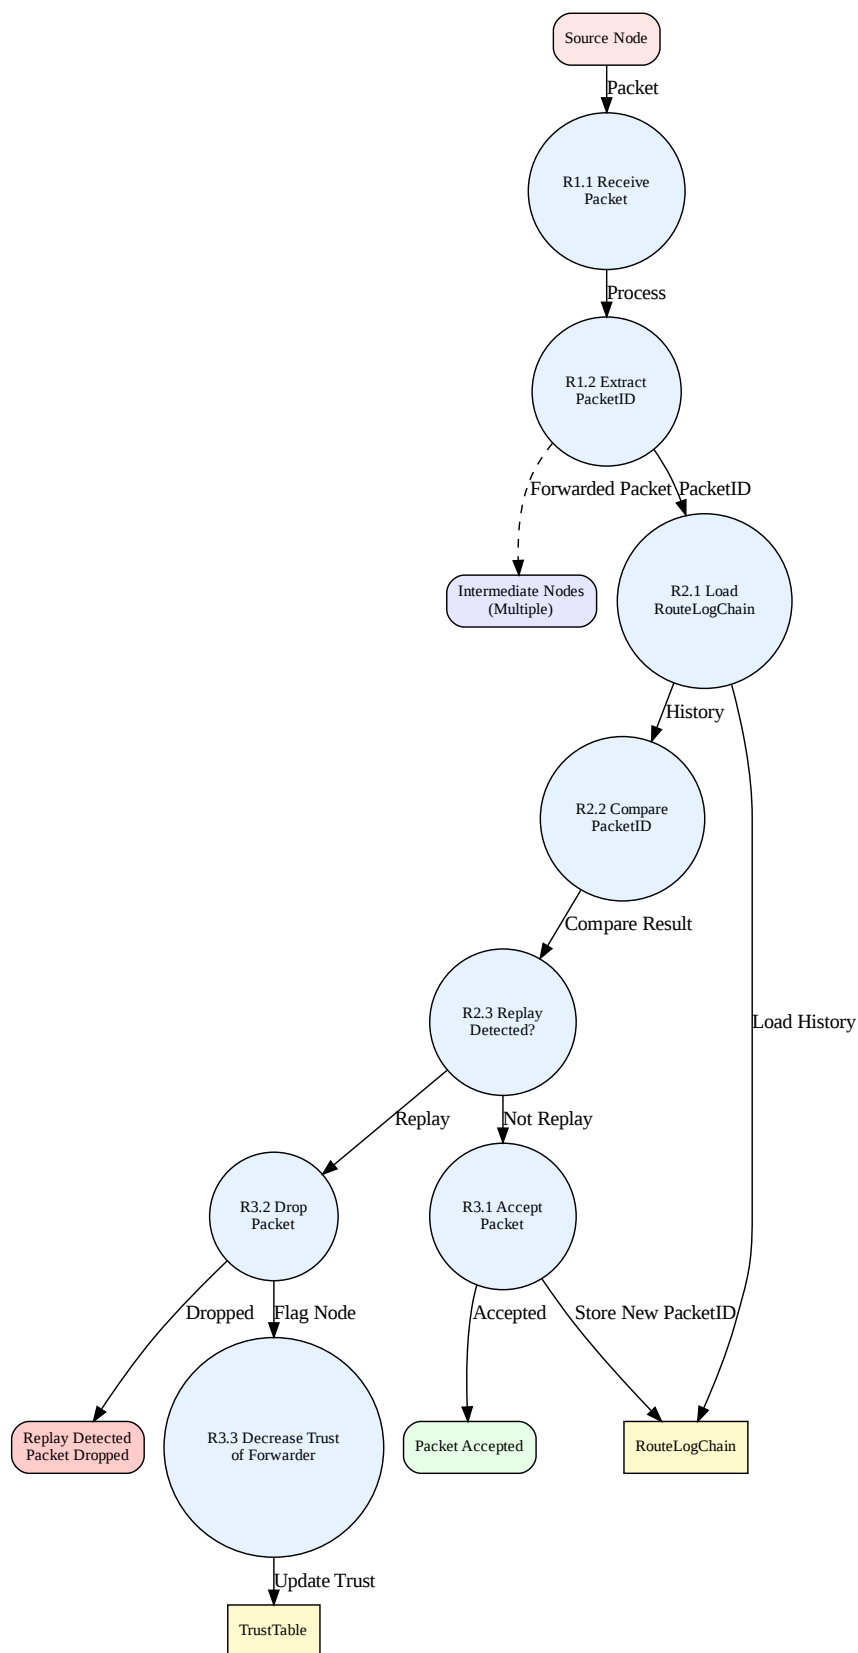 Source Node
Packet
R1.1 Receive
Packet
Process
R1.2 Extract
PacketID
Forwarded Packet
PacketID
Intermediate Nodes
(Multiple)
R2.1 Load
RouteLogChain
History
R2.2 Compare
PacketID
Compare Result
R2.3 Replay
Detected?
Load History
Replay
Not Replay
R3.2 Drop
Packet
R3.1 Accept
Packet
Dropped
Flag Node
Accepted
Store New PacketID
Replay Detected
Packet Dropped
R3.3 Decrease Trust
of Forwarder
Packet Accepted
RouteLogChain
Update Trust
TrustTable